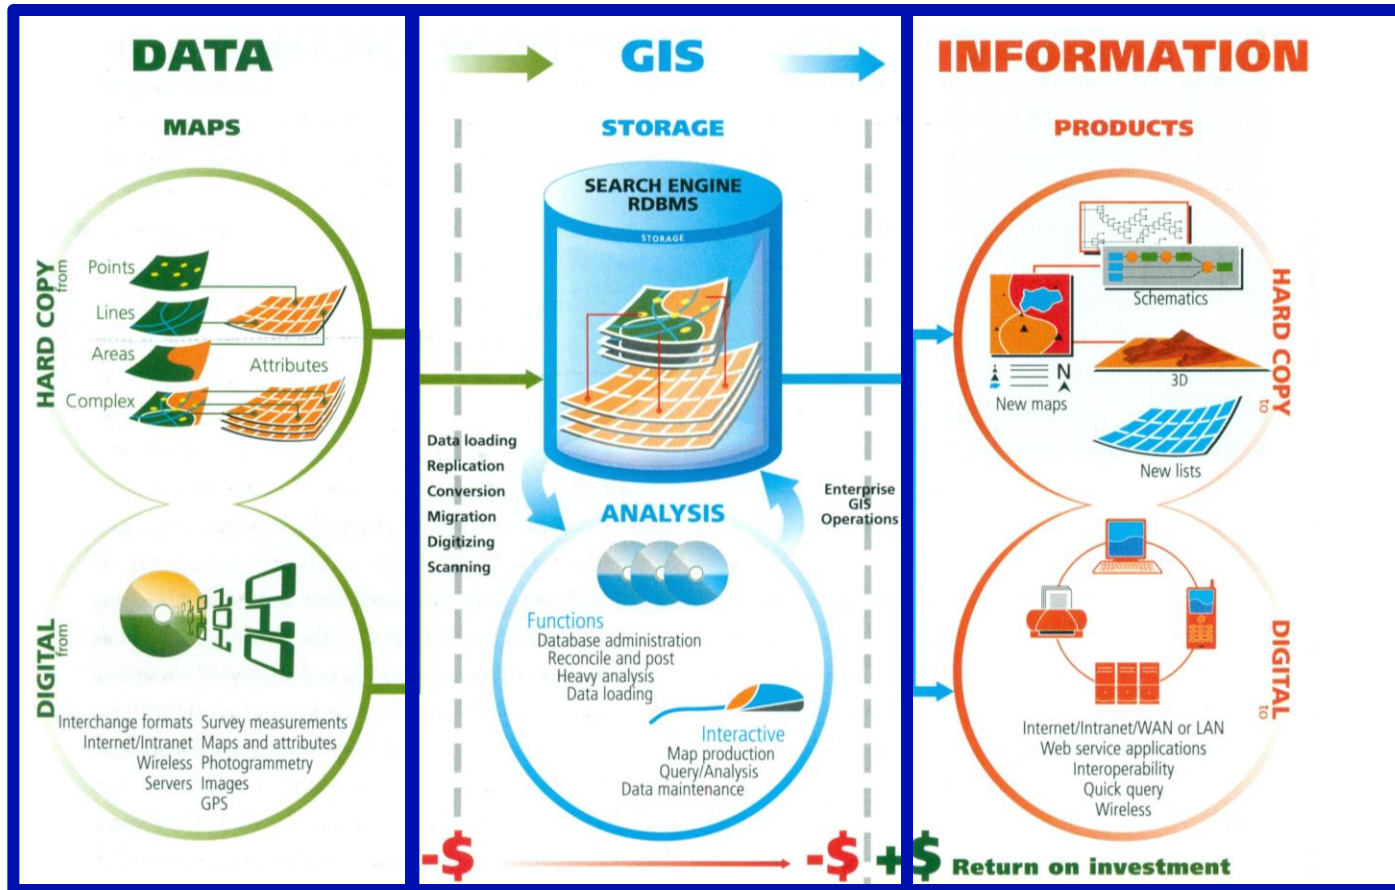 DATA
MAPS
HARD COPY
from
Points
Lines
Areas
Attributes
Complex
DIGITAL
from
Interchange formats
Internet/Intranet
Wireless
Servers
Survey measurements
Maps and attributes
Photogrammetry
Images
GPS
GIS
STORAGE
SEARCH ENGINE
RDBMS
STORAGE
Data loading
Replication
Conversion
Migration
Digitizing
Scanning
Enterprise
GIS
Operations
ANALYSIS
Functions
Database administration
Reconcile and post
Heavy analysis
Data loading
Interactive
Map production
Query/Analysis
Data maintenance
-$
-$
+$ Return on investment
INFORMATION
PRODUCTS
HARD COPY
to
Schematics
N
New maps
3D
New lists
DIGITAL
to
Internet/Intranet/WAN or LAN
Web service applications
Interoperability
Quick query
Wireless